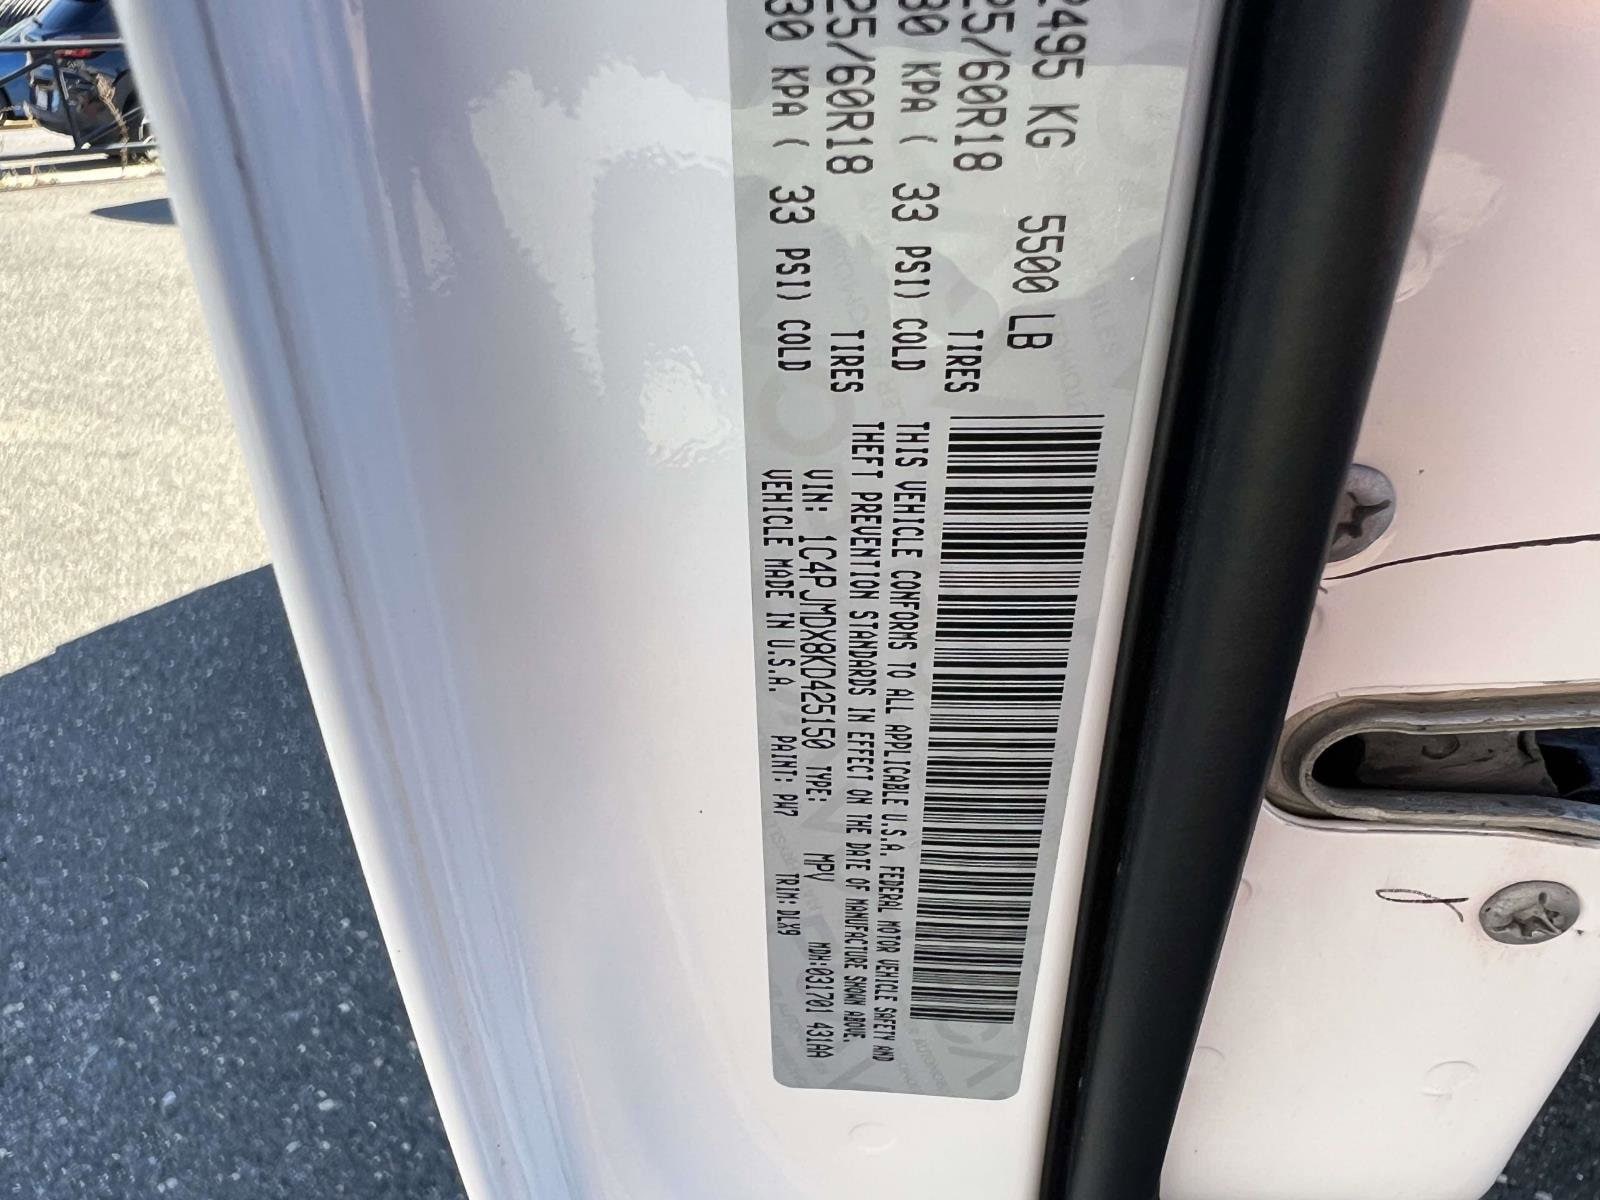 2495 KG 5500 LB
25/60R18 TIRES
30 KPA ( 33 PSI) COLD
25/60R18 TIRES
30 KPA ( 33 PSI) COLD
THIS VEHICLE CONFORMS TO ALL APPLICABLE U.S.A. FEDERAL MOTOR VEHICLE SAFETY AND
THEFT PREVENTION STANDARDS IN EFFECT ON THE DATE OF MANUFACTURE SHOWN ABOVE.
VIN: 1C4PJMDX8KD425150 TYPE: MPV MDH:031701 431AA
VEHICLE MADE IN U.S.A. PAINT: PW7 TRIM: DLX9